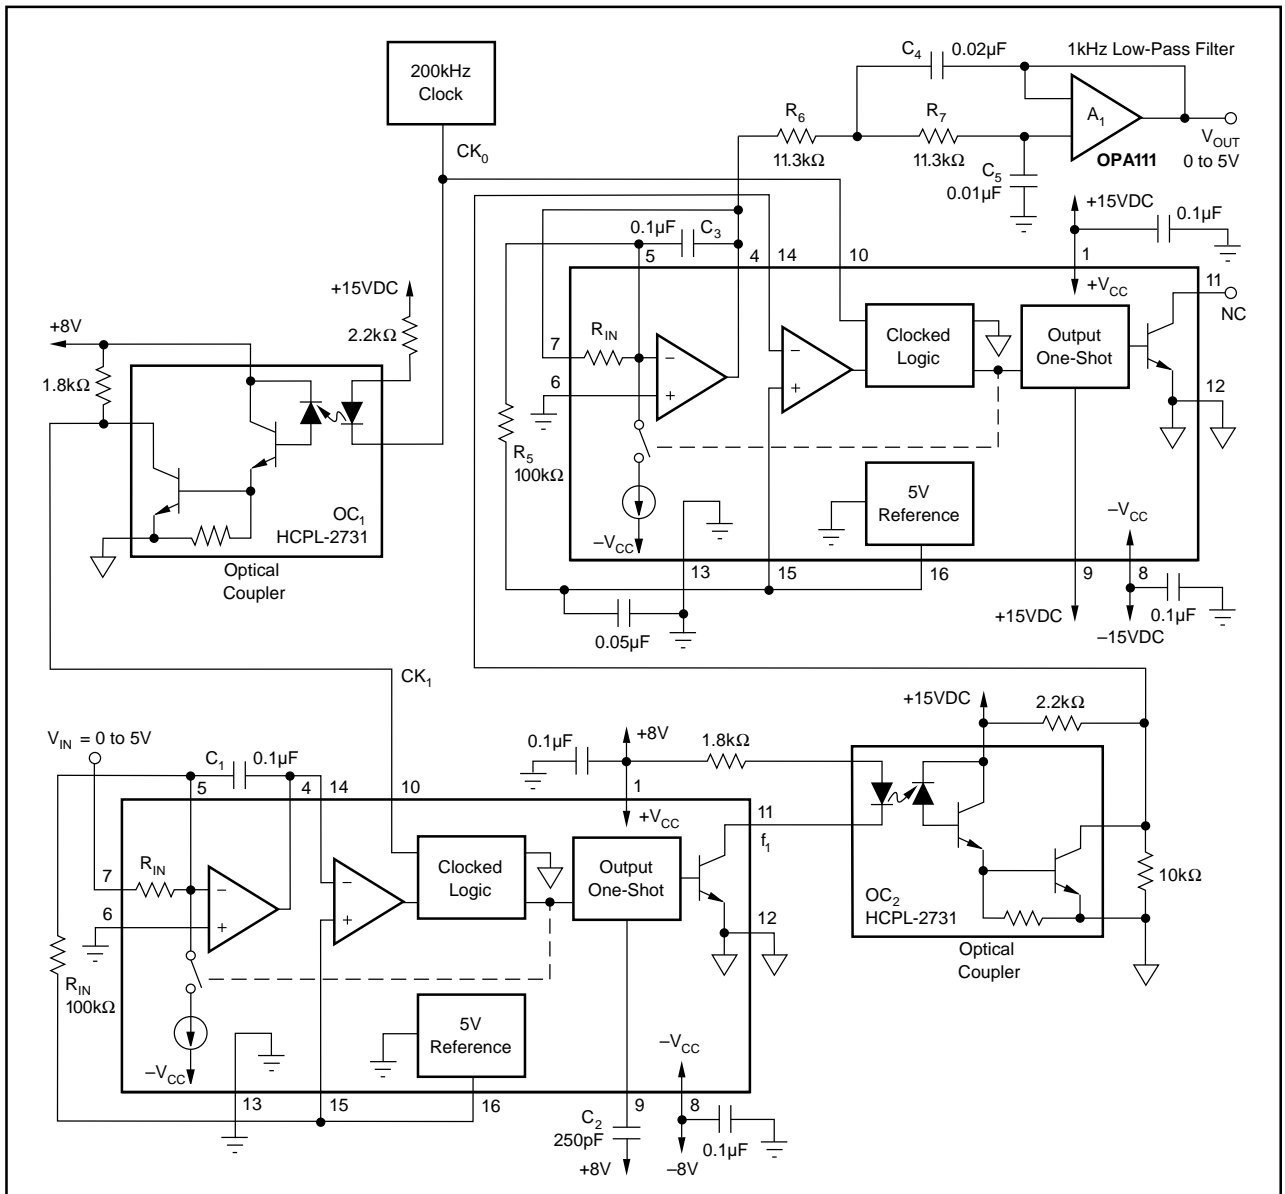 200kHz
Clock
CK0
C4 0.02µF
1kHz Low-Pass Filter
R6
11.3kΩ
R7
11.3kΩ
A1
OPA111
VOUT
0 to 5V
C5
0.01µF
+15VDC
0.1µF
0.1µF C3
5 4 14 10 1
+VCC
11
NC
+15VDC
2.2kΩ
+8V
1.8kΩ
OC1
HCPL-2731
Optical
Coupler
7
RIN
6
–
+
–
+
Clocked
Logic
Output
One-Shot
12
R5
100kΩ
–VCC
5V
Reference
–VCC
13 15 16 9 8
0.05µF
+15VDC
0.1µF
–15VDC
CK1
VIN = 0 to 5V
C1 0.1µF
5 4 14 10 1
0.1µF
+8V
1.8kΩ
+VCC
11
f1
+15VDC
2.2kΩ
10kΩ
OC2
HCPL-2731
Optical
Coupler
7
RIN
6
–
+
–
+
Clocked
Logic
Output
One-Shot
12
RIN
100kΩ
–VCC
5V
Reference
–VCC
13 15 16 9 8
C2
250pF
+8V
0.1µF
–8V